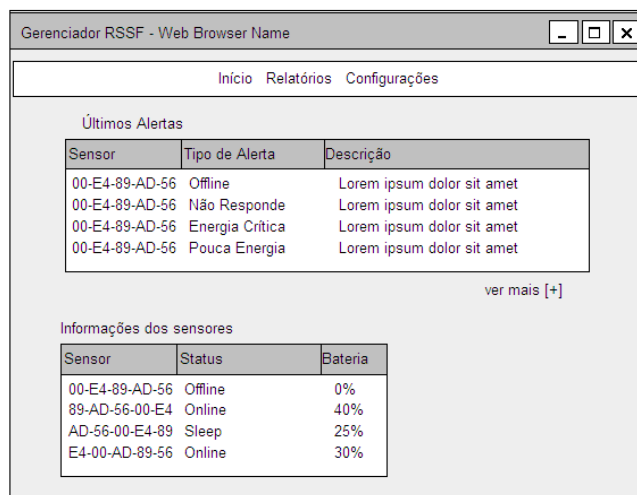 Gerenciador RSSF - Web Browser Name
Início Relatórios Configurações
Últimos Alertas
Sensor Tipo de Alerta Descrição
00-E4-89-AD-56 Offline Lorem ipsum dolor sit amet
00-E4-89-AD-56 Não Responde Lorem ipsum dolor sit amet
00-E4-89-AD-56 Energia Crítica Lorem ipsum dolor sit amet
00-E4-89-AD-56 Pouca Energia Lorem ipsum dolor sit amet
ver mais [+]
Informações dos sensores
Sensor Status Bateria
00-E4-89-AD-56 Offline 0%
89-AD-56-00-E4 Online 40%
AD-56-00-E4-89 Sleep 25%
E4-00-AD-89-56 Online 30%